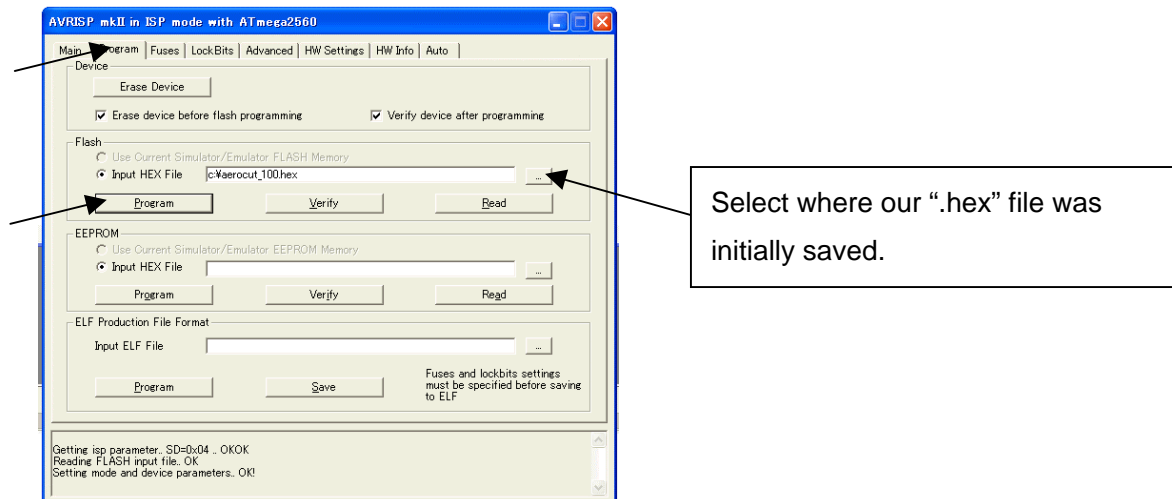 AVRISP mkII in ISP mode with ATmega2560
Main Program Fuses LockBits Advanced HW Settings HW Info Auto
Device
Erase Device
Erase device before flash programming Verify device after programming
Flash
Use Current Simulator/Emulator FLASH Memory
Input HEX File c:¥aerocut_100.hex ...
Program Verify Read
EEPROM
Use Current Simulator/Emulator EEPROM Memory
Input HEX File ...
Program Verify Read
ELF Production File Format
Input ELF File ...
Program Save
Fuses and lockbits settings
must be specified before saving
to ELF
Getting isp parameter.. SD=0x04 .. OKOK
Reading FLASH input file.. OK
Setting mode and device parameters.. OK!
Select where our “.hex” file was
initially saved.